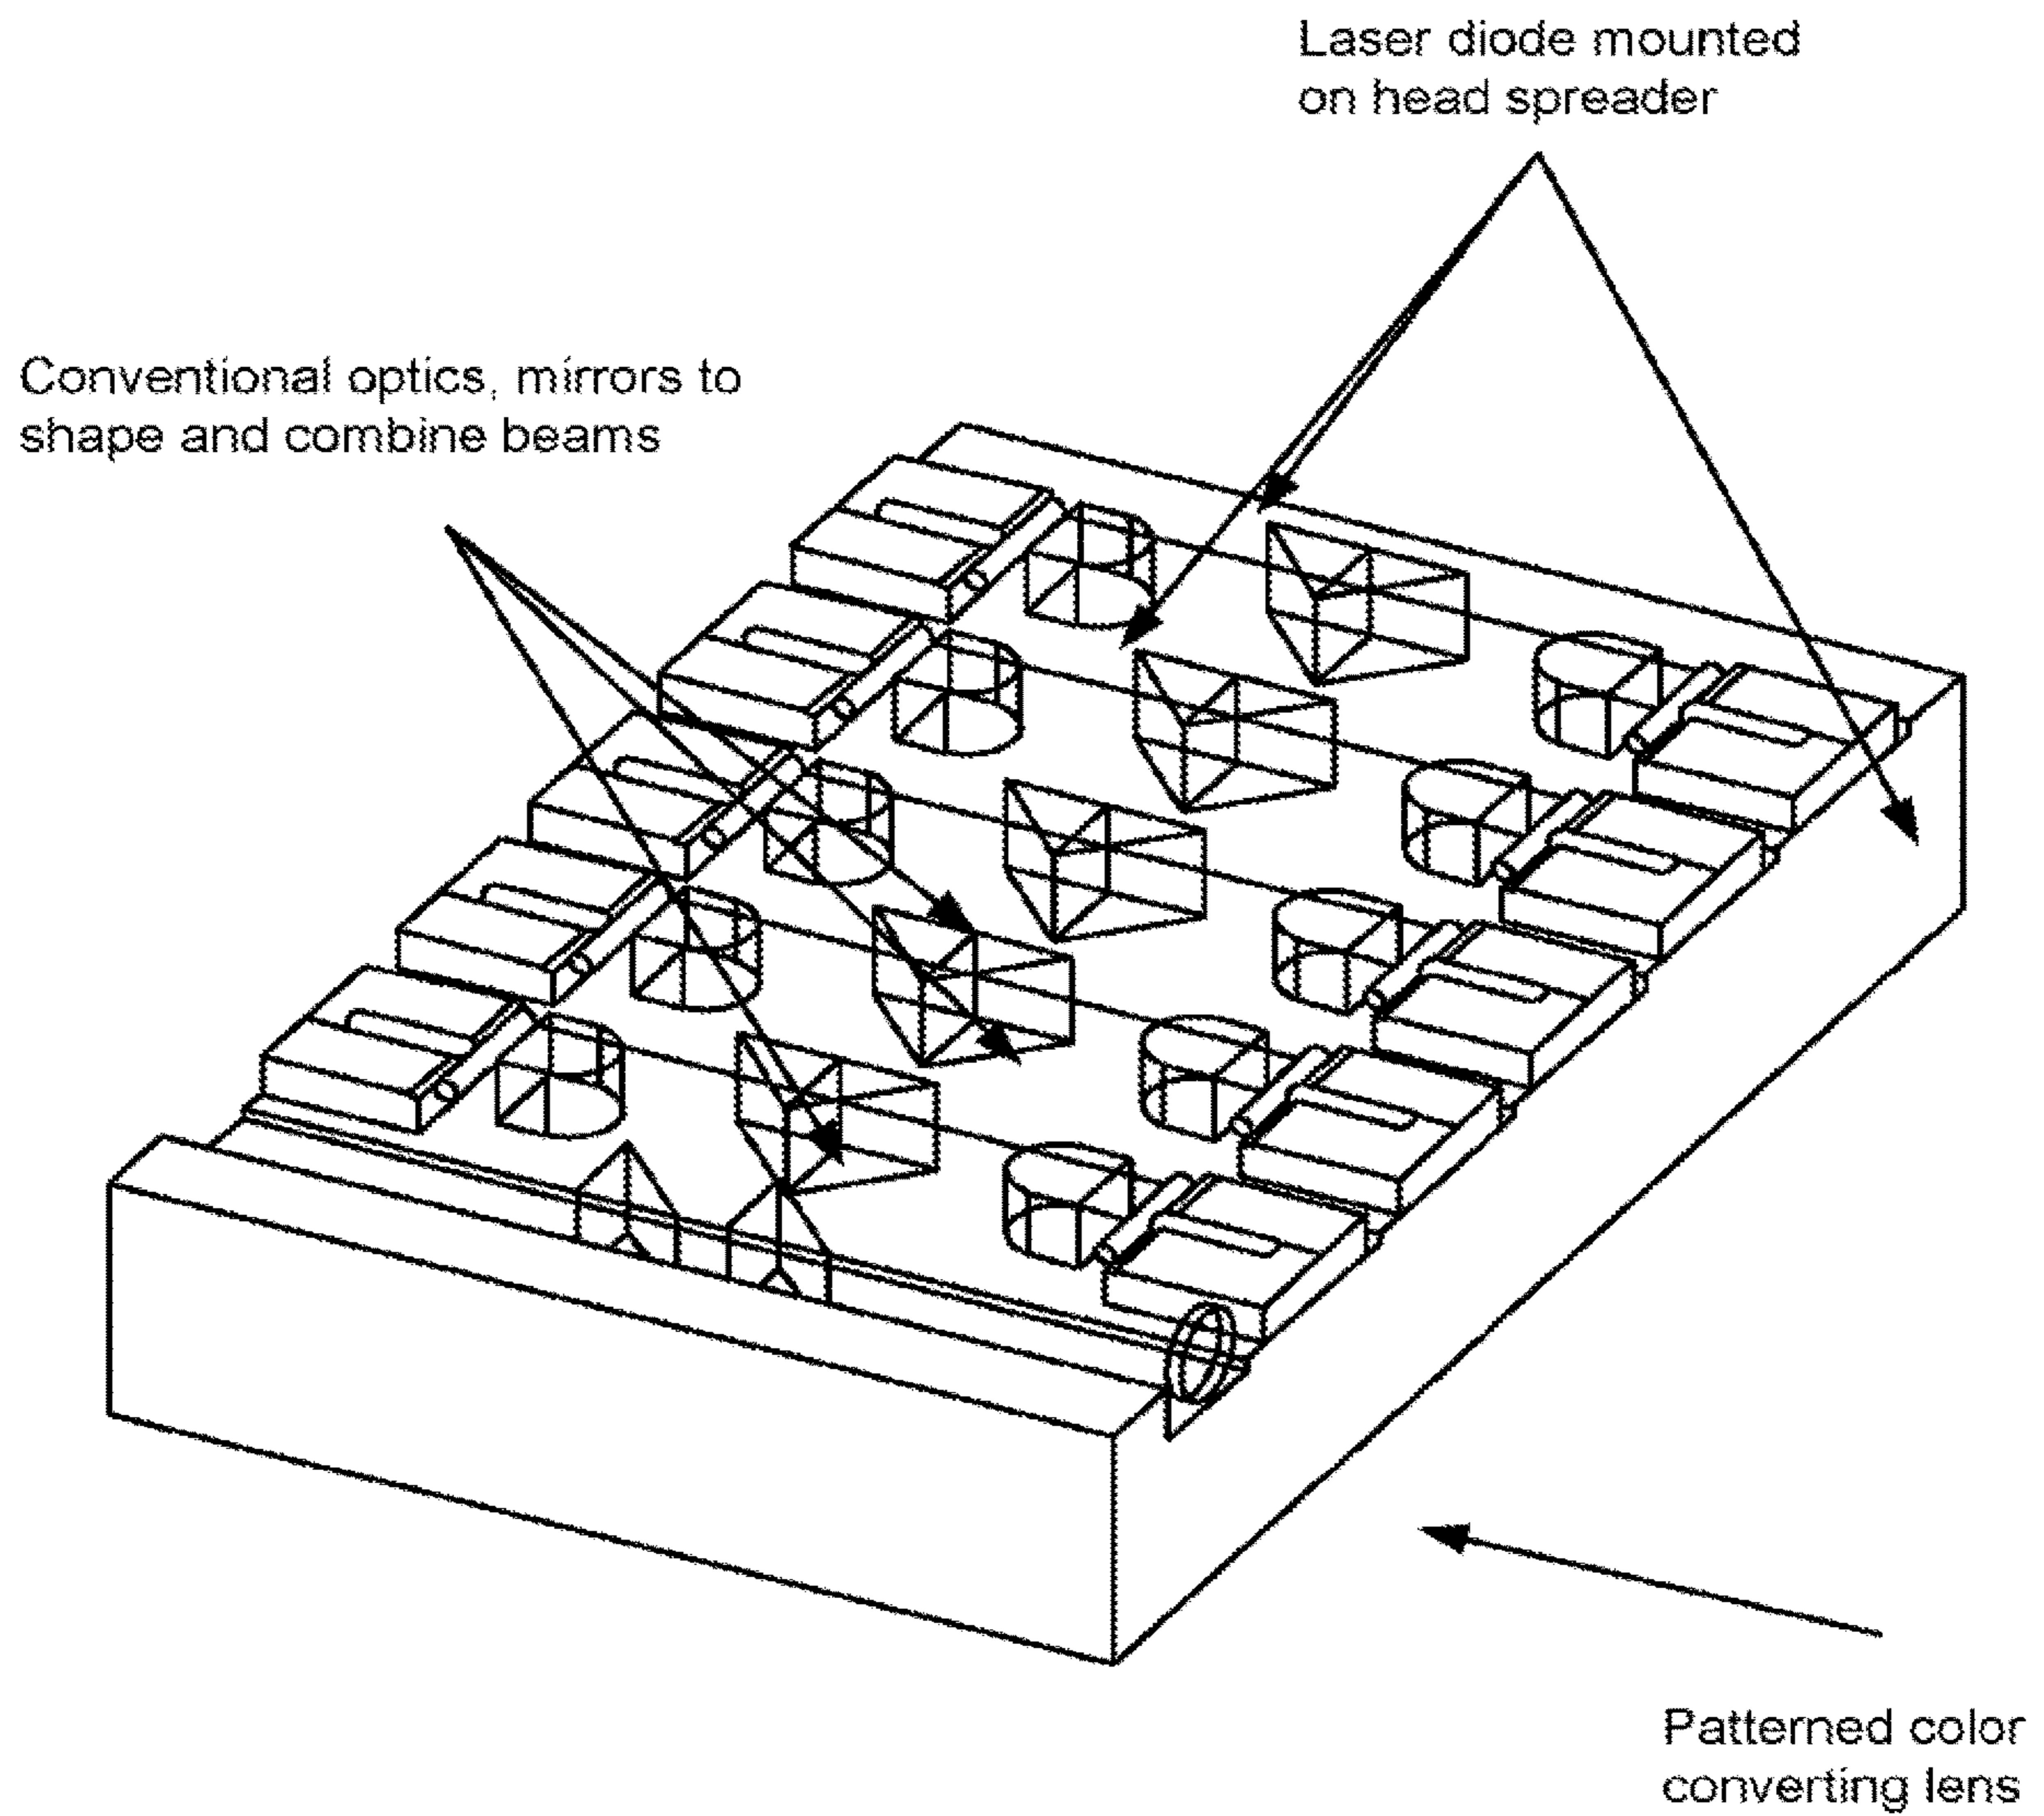 Laser diode mounted
on head spreader
Conventional optics, mirrors to
shape and combine beams
Patterned color
converting lens